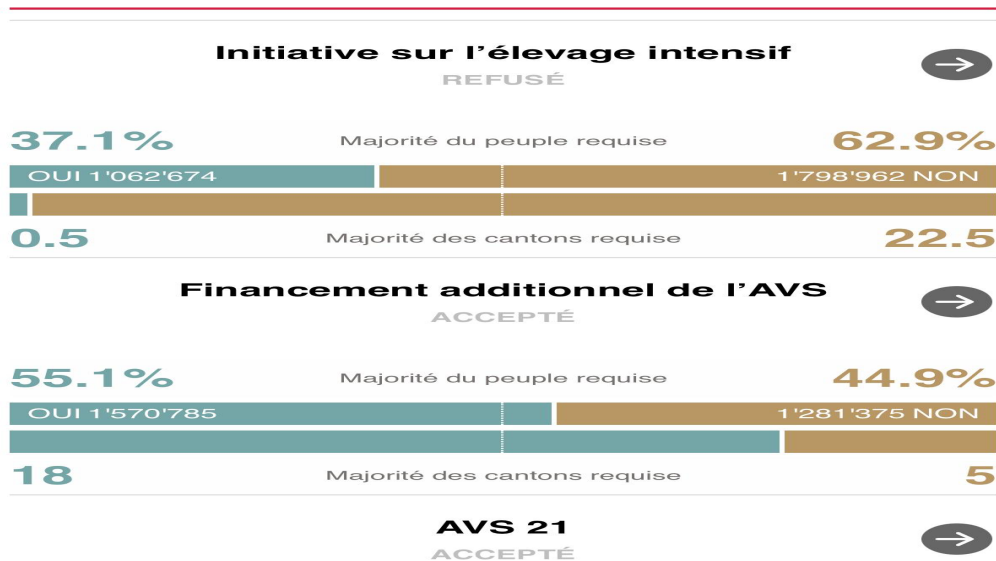 Initiative sur l’élevage intensif
REFUSÉ
37.1% Majorité du peuple requise 62.9%
OUI 1'062'674 1'798'962 NON
0.5 Majorité des cantons requise 22.5
Financement additionnel de l’AVS
ACCEPTÉ
55.1% Majorité du peuple requise 44.9%
OUI 1'570'785 1'281'375 NON
18 Majorité des cantons requise 5
AVS 21
ACCEPTÉ